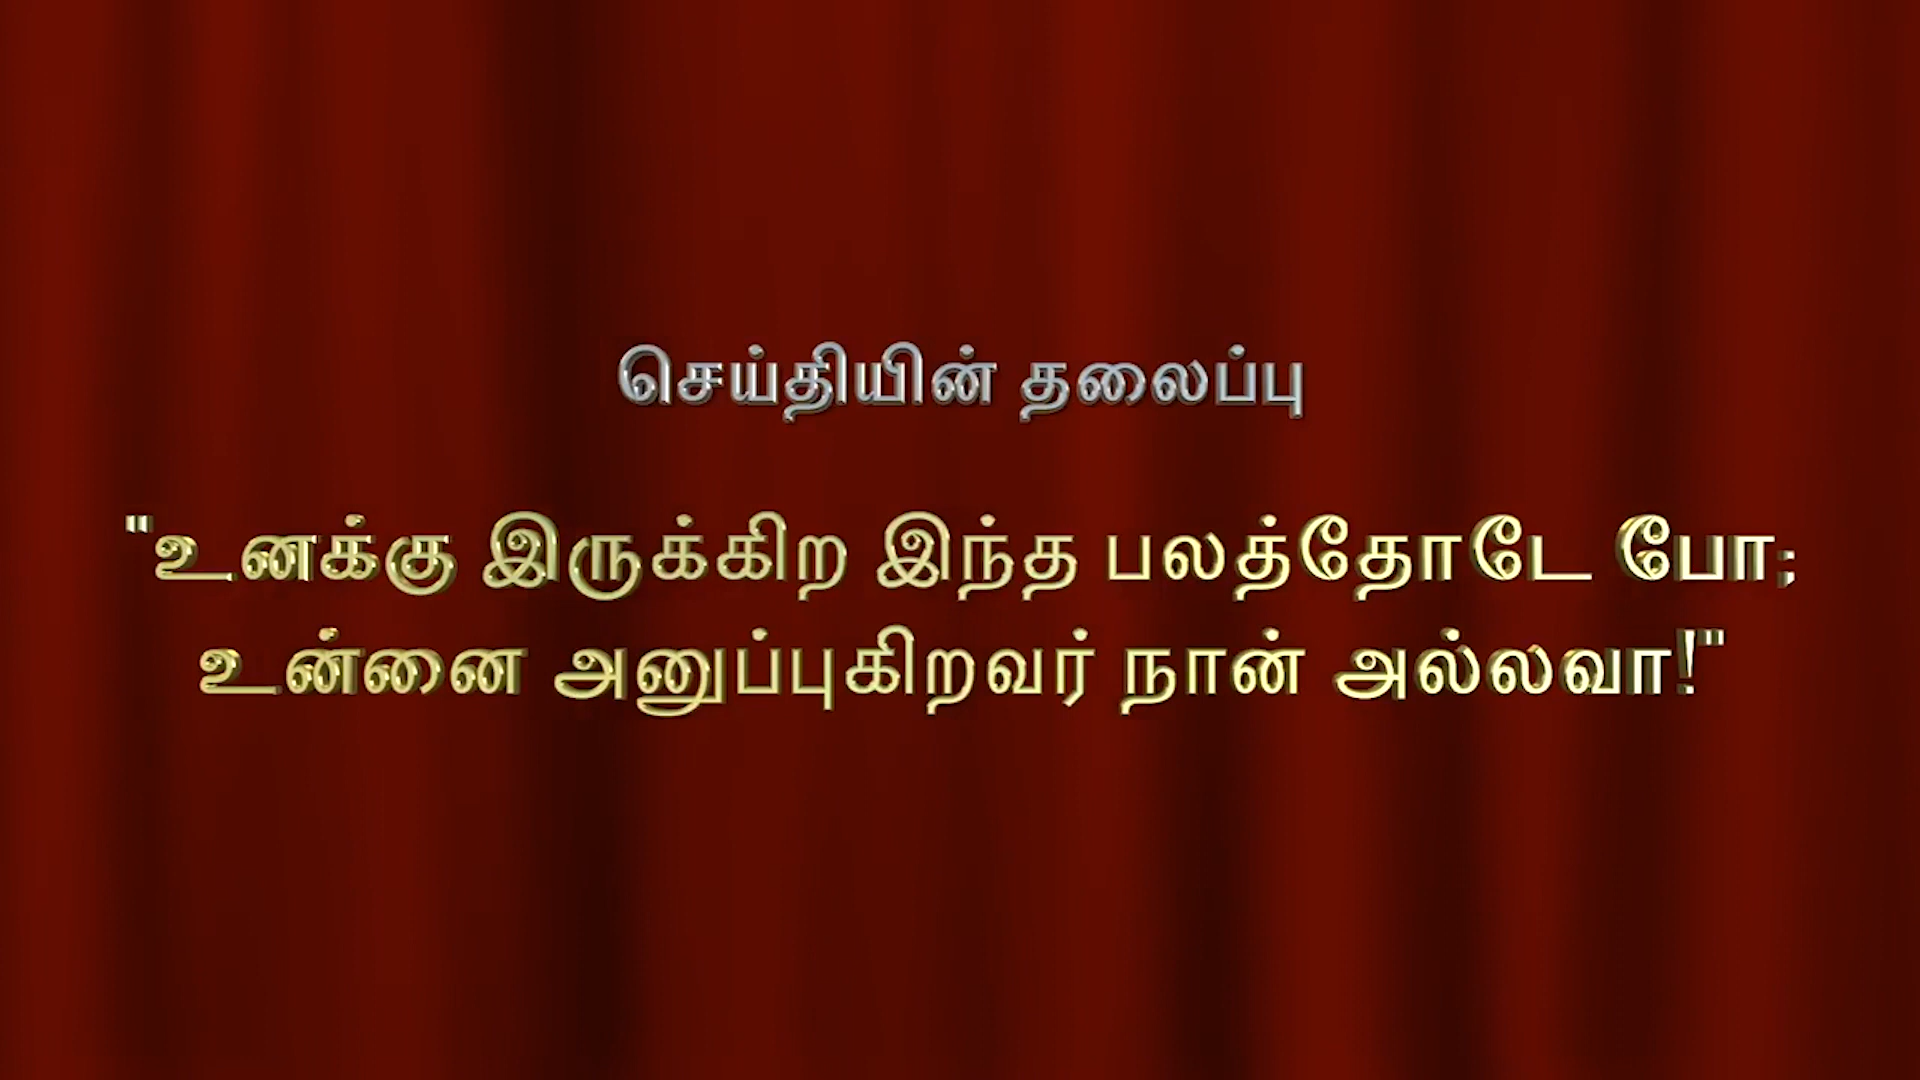 செய்தியின் தலைப்பு
"உனக்கு இருக்கிற இந்த பலத்தோடே போ;
உன்னை அனுப்புகிறவர் நான் அல்லவா!"